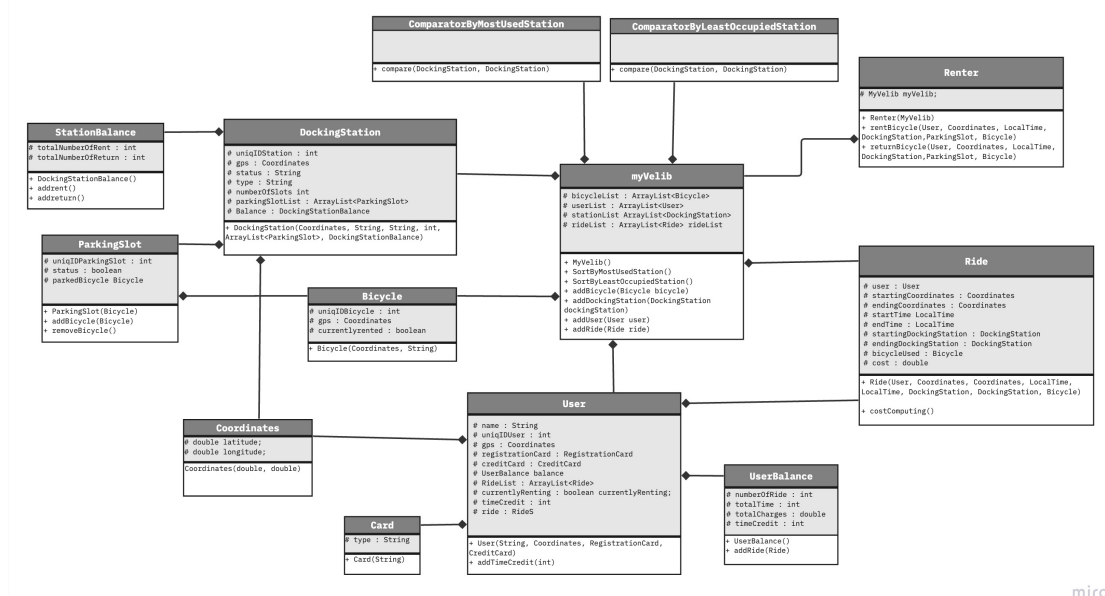 ComparatorByMostUsedStation
+ compare(DockingStation, DockingStation)
ComparatorByLeastOccupiedStation
+ compare(DockingStation, DockingStation)
Renter
# MyVelib myVelib;
+ Renter(MyVelib)
+ rentBicycle(User, Coordinates, LocalTime,
DockingStation,ParkingSlot, Bicycle)
+ returnBicycle(User, Coordinates, LocalTime,
DockingStation,ParkingSlot, Bicycle)
StationBalance
# totalNumberOfRent : int
# totalNumberOfReturn : int
+ DockingStationBalance()
+ addrent()
+ addreturn()
DockingStation
# uniqIDStation : int
# gps : Coordinates
# status : String
# type : String
# numberOfSlots int
# parkingSlotList : ArrayList<ParkingSlot>
# Balance : DockingStationBalance
+ DockingStation(Coordinates, String, String, int,
ArrayList<ParkingSlot>, DockingStationBalance)
myVelib
# bicycleList : ArrayList<Bicycle>
# userList : ArrayList<User>
# stationList ArrayList<DockingStation>
# rideList : ArrayList<Ride> rideList
+ MyVelib()
+ SortByMostUsedStation()
+ SortByLeastOccupiedStation()
+ addBicycle(Bicycle bicycle)
+ addDockingStation(DockingStation
dockingStation)
+ addUser(User user)
+ addRide(Ride ride)
ParkingSlot
# uniqIDParkingSlot : int
# status : boolean
# parkedBicycle Bicycle
+ ParkingSlot(Bicycle)
+ addBicycle(Bicycle)
+ removeBicycle()
Bicycle
# uniqIDBicycle : int
# gps : Coordinates
# currentlyrented : boolean
+ Bicycle(Coordinates, String)
Ride
# user : User
# startingCoordinates : Coordinates
# endingCoordinates : Coordinates
# startTime LocalTime
# endTime : LocalTime
# startingDockingStation : DockingStation
# endingDockingStation : DockingStation
# bicycleUsed : Bicycle
# cost : double
+ Ride(User, Coordinates, Coordinates, LocalTime,
LocalTime, DockingStation, DockingStation, Bicycle)
+ costComputing()
Coordinates
# double latitude;
# double longitude;
Coordinates(double, double)
User
# name : String
# uniqIDUser : int
# gps : Coordinates
# registrationCard : RegistrationCard
# creditCard : CreditCard
# UserBalance balance
# RideList : ArrayList<Ride>
# currentlyRenting : boolean currentlyRenting;
# timeCredit : int
# ride : RideS
+ User(String, Coordinates, RegistrationCard,
CreditCard)
+ addTimeCredit(int)
UserBalance
# numberOfRide : int
# totalTime : int
# totalCharges : double
# timeCredit : int
+ UserBalance()
+ addRide(Ride)
Card
# type : String
+ Card(String)